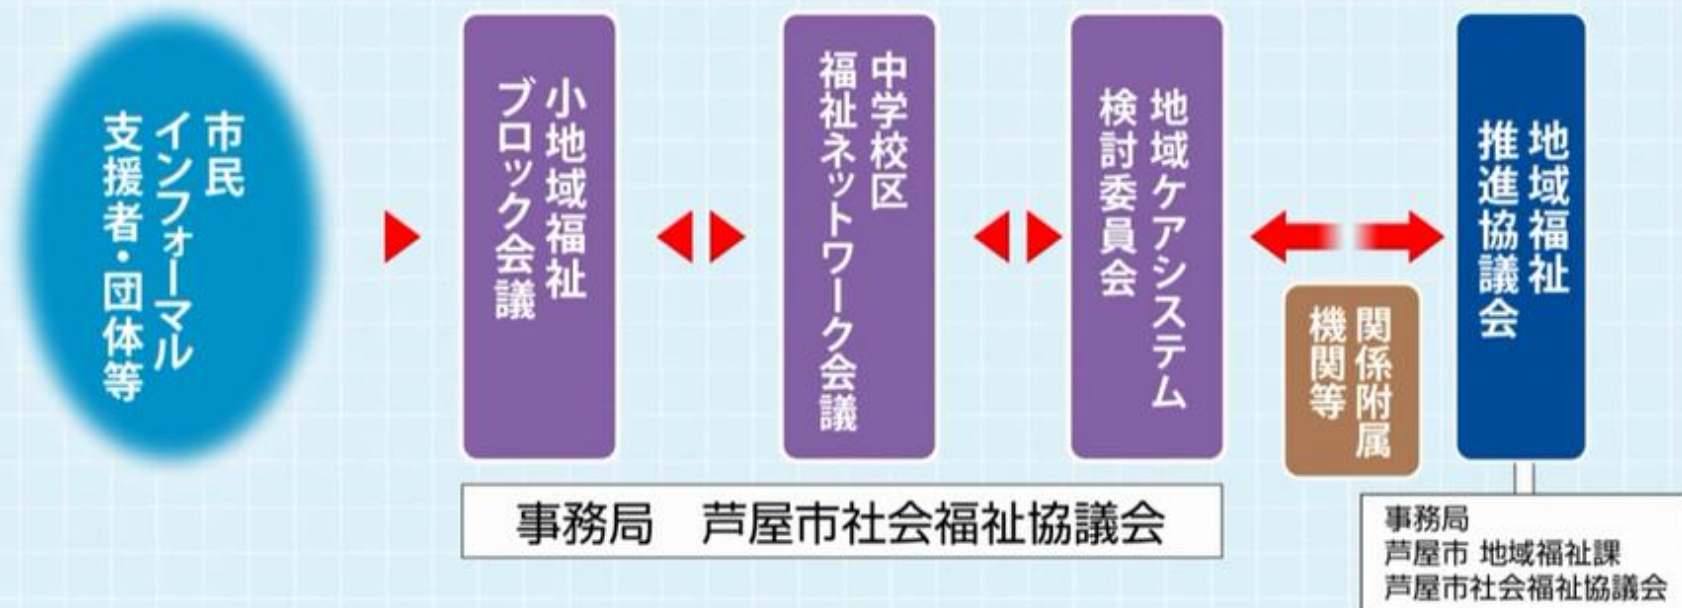 市民
インフォーマル
支援者・団体等
小地域福祉
ブロック会議
中学校区
福祉ネットワーク会議
地域ケアシステム
検討委員会
関係附属
機関等
地域福祉
推進協議会
事務局　芦屋市社会福祉協議会
事務局
芦屋市 地域福祉課
芦屋市社会福祉協議会